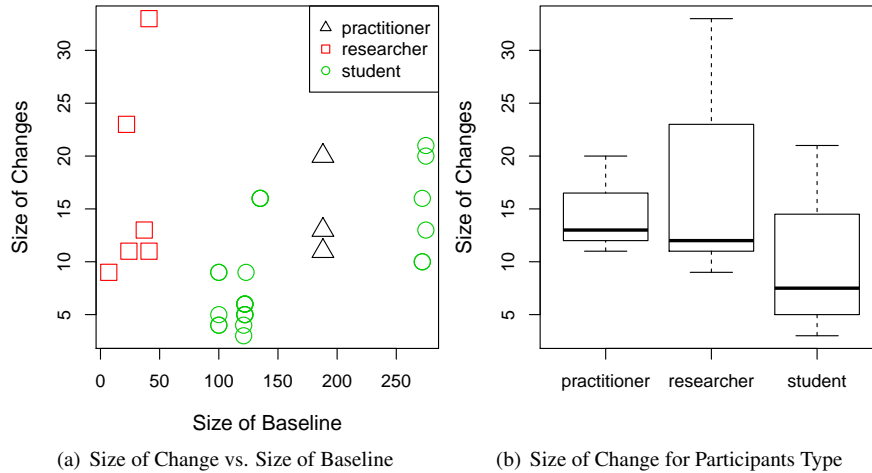 practitioner
researcher
student
Size of Changes
30
25
20
15
10
5
0 50 100 150 200 250
Size of Baseline
(a) Size of Change vs. Size of Baseline
Size of Changes
30
25
20
15
10
5
practitioner researcher student
(b) Size of Change for Participants Type